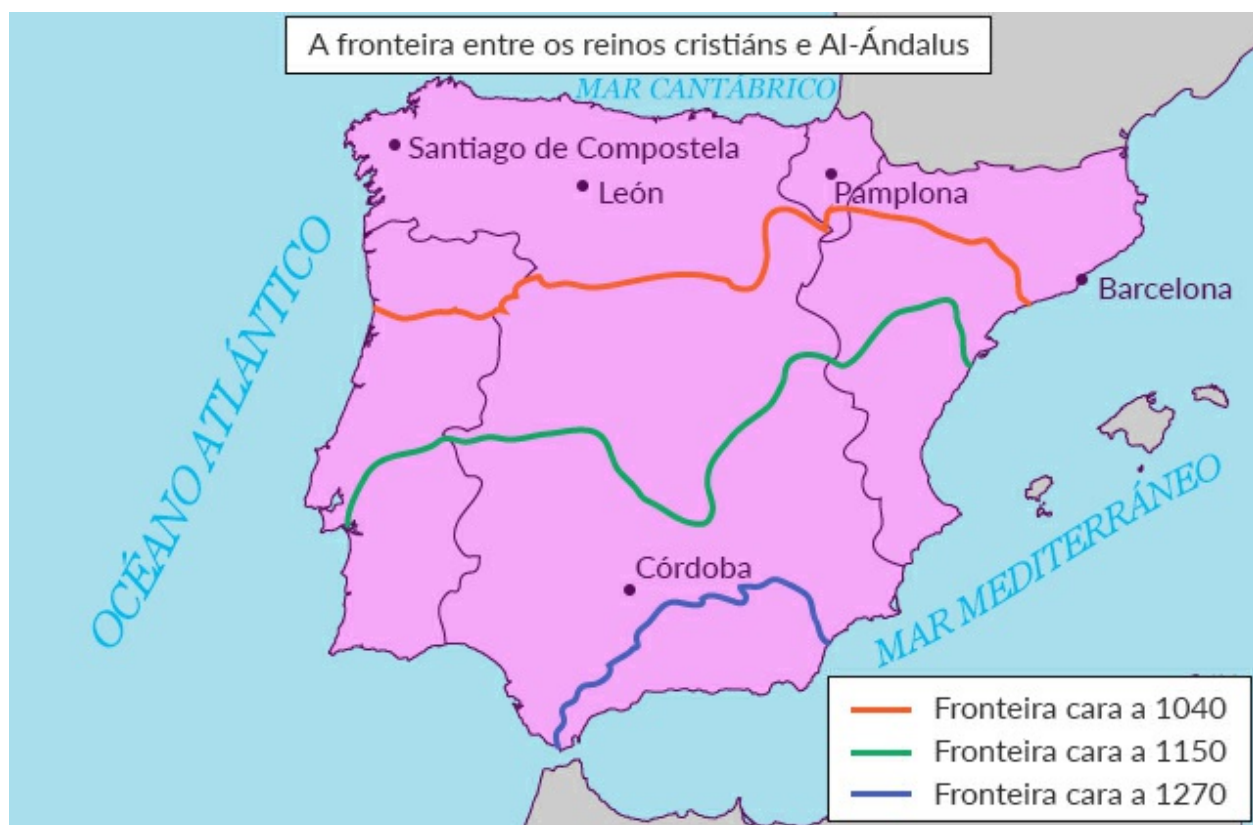 A fronteira entre os reinos cristiáns e Al-Ándalus
MAR CANTÁBRICO
Santiago de Compostela
León
Pamplona
Barcelona
OCÉANO ATLÁNTICO
Córdoba
MAR MEDITERRÁNEO
Fronteira cara a 1040
Fronteira cara a 1150
Fronteira cara a 1270